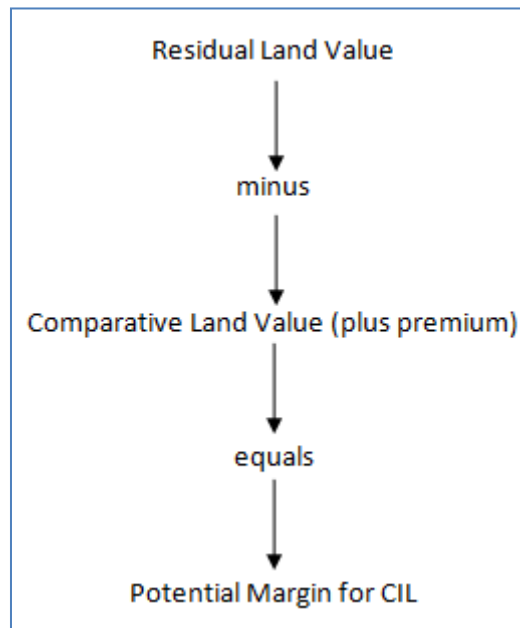 Residual Land Value
minus
Comparative Land Value (plus premium)
equals
Potential Margin for CIL